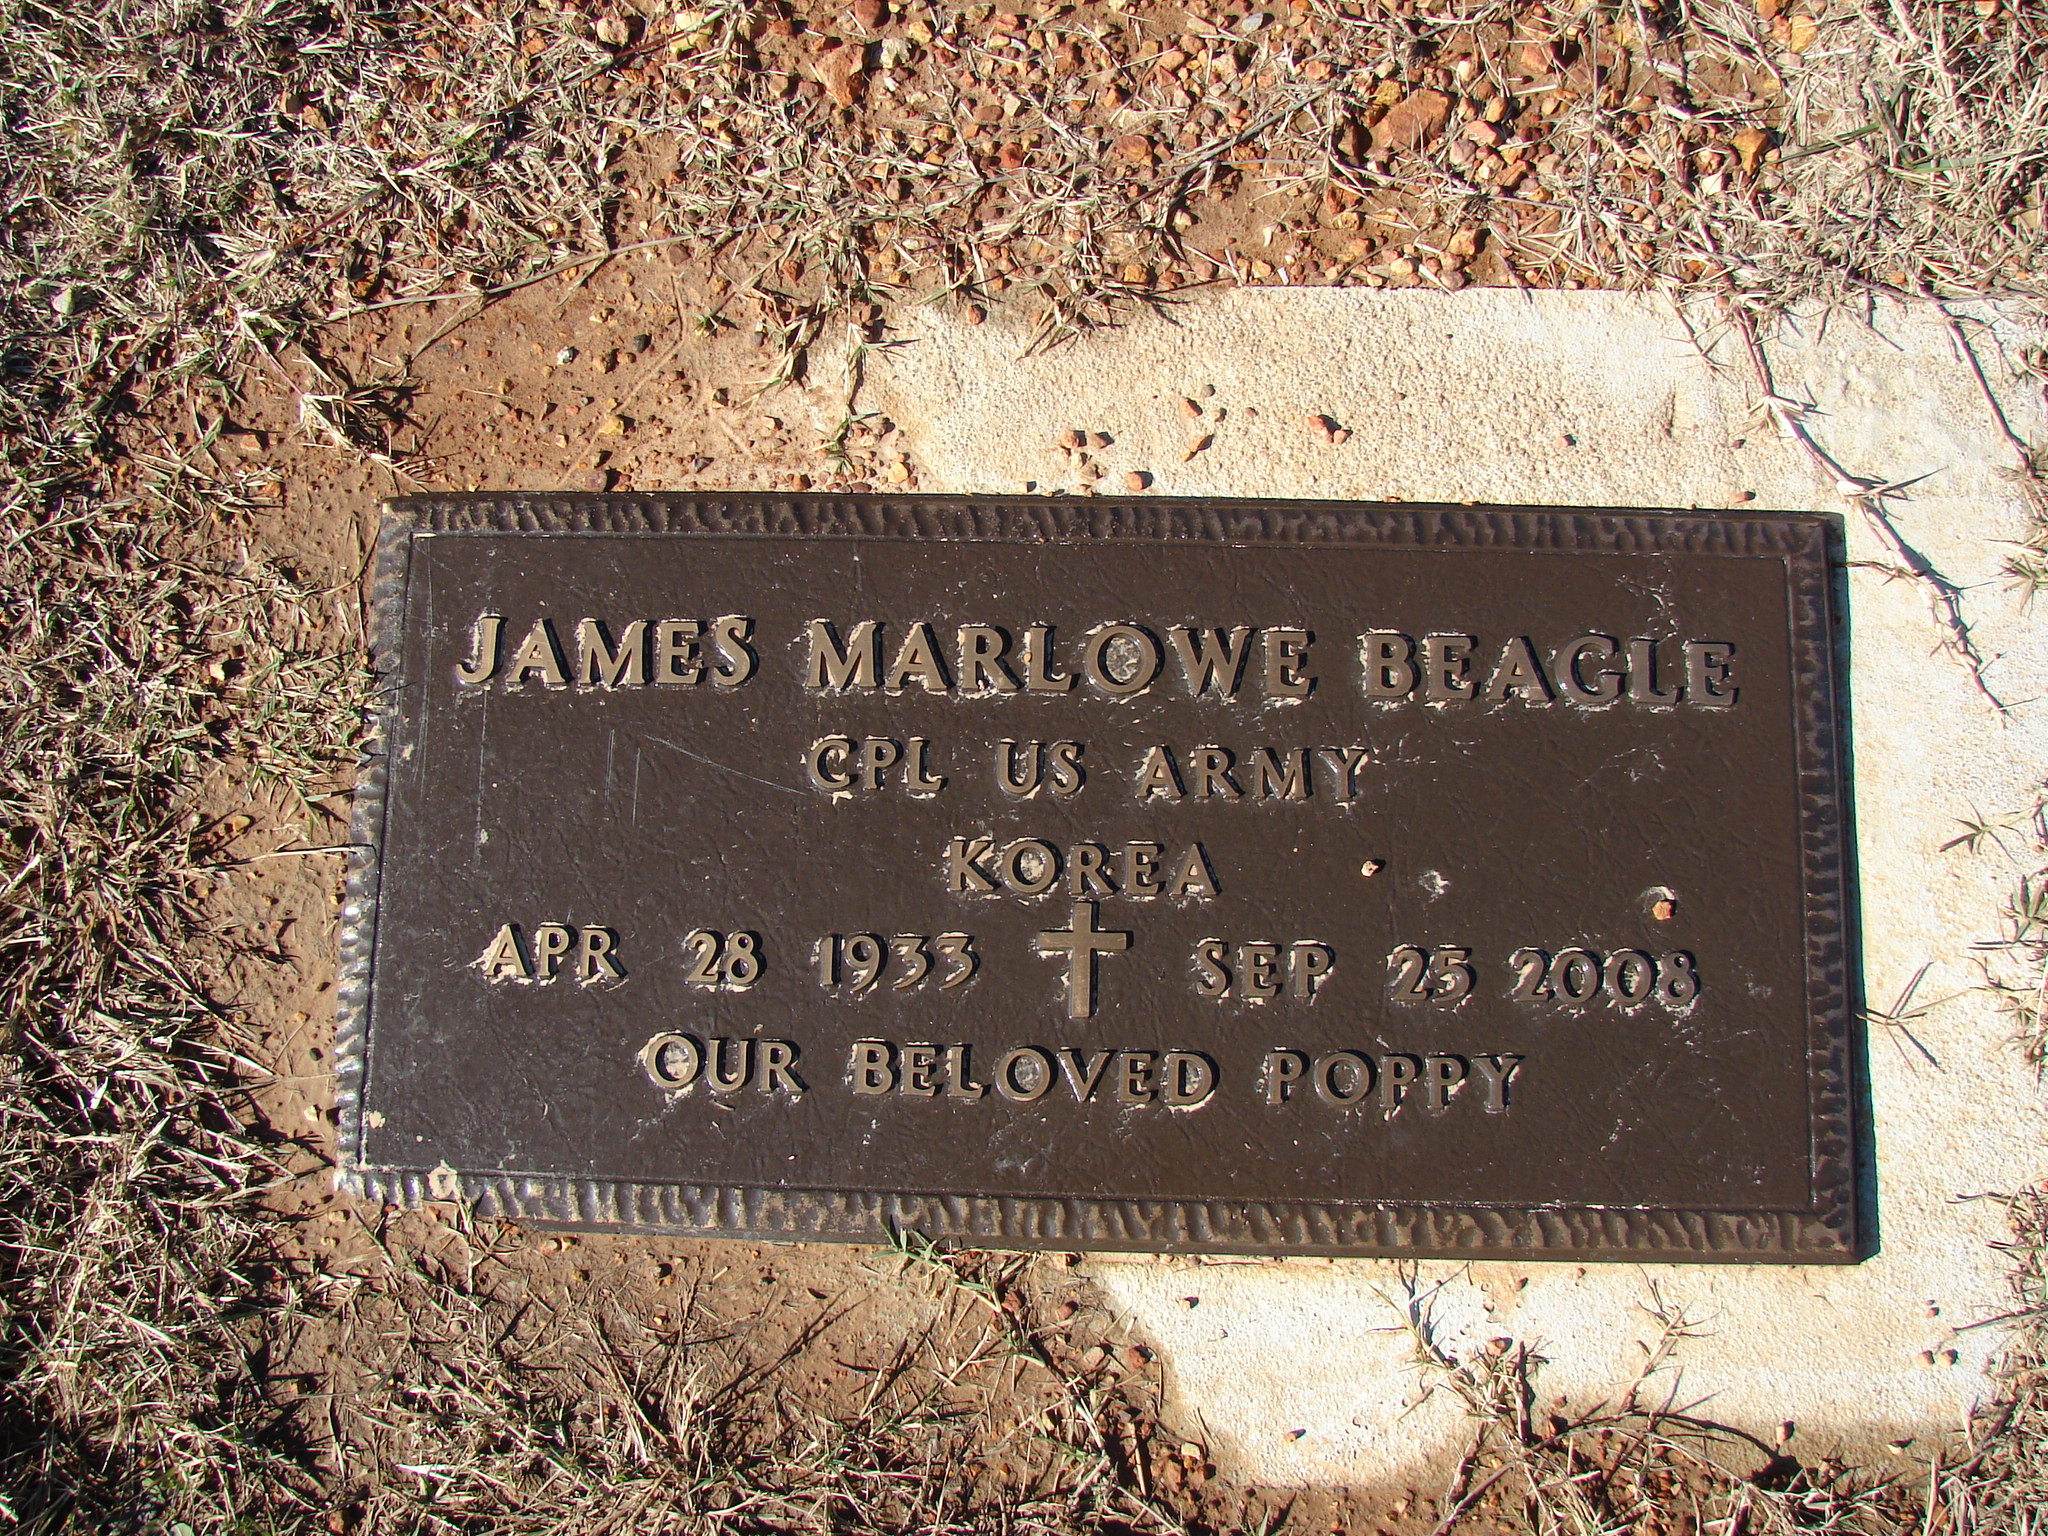 JAMES MARLOWE BEAGLE
CPL US ARMY
KOREA
APR 28 1933 SEP 25 2008
OUR BELOVED POPPY